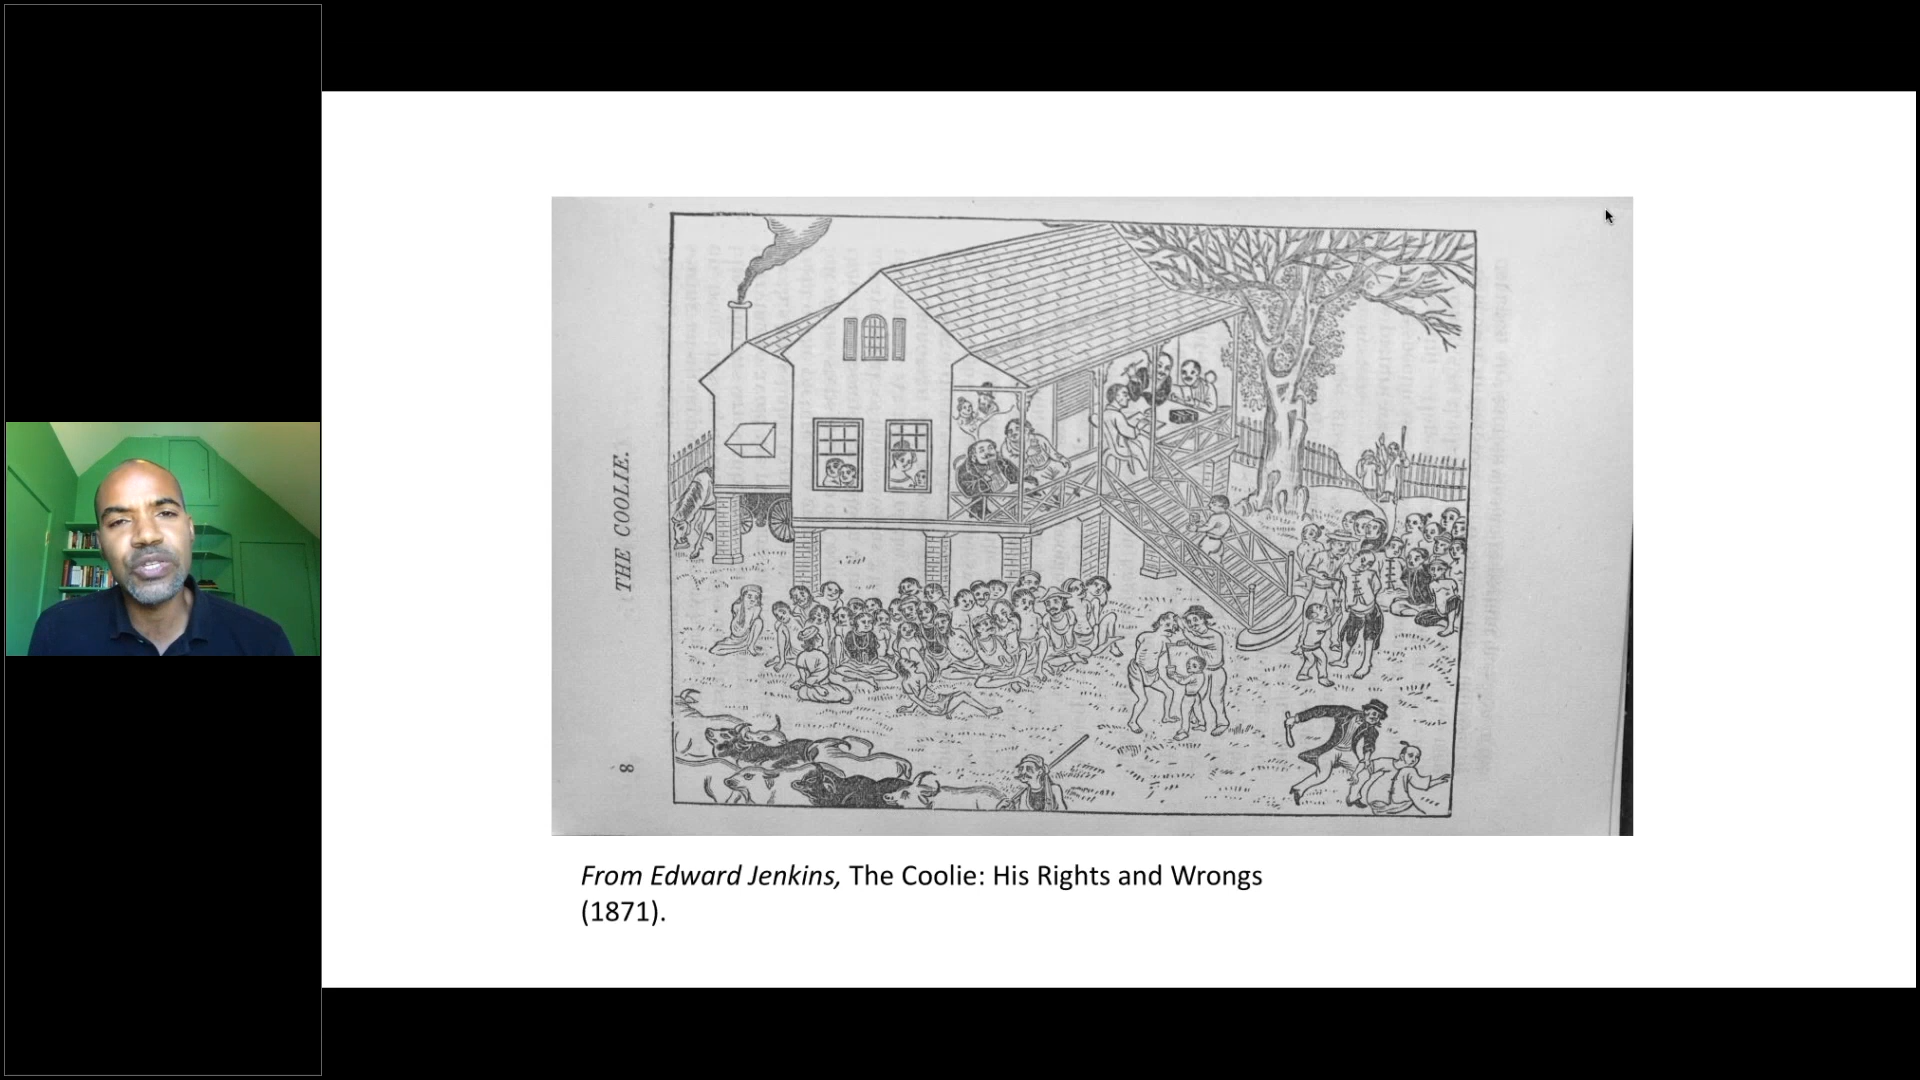 THE COOLIE.
8
From Edward Jenkins, The Coolie: His Rights and Wrongs
(1871).